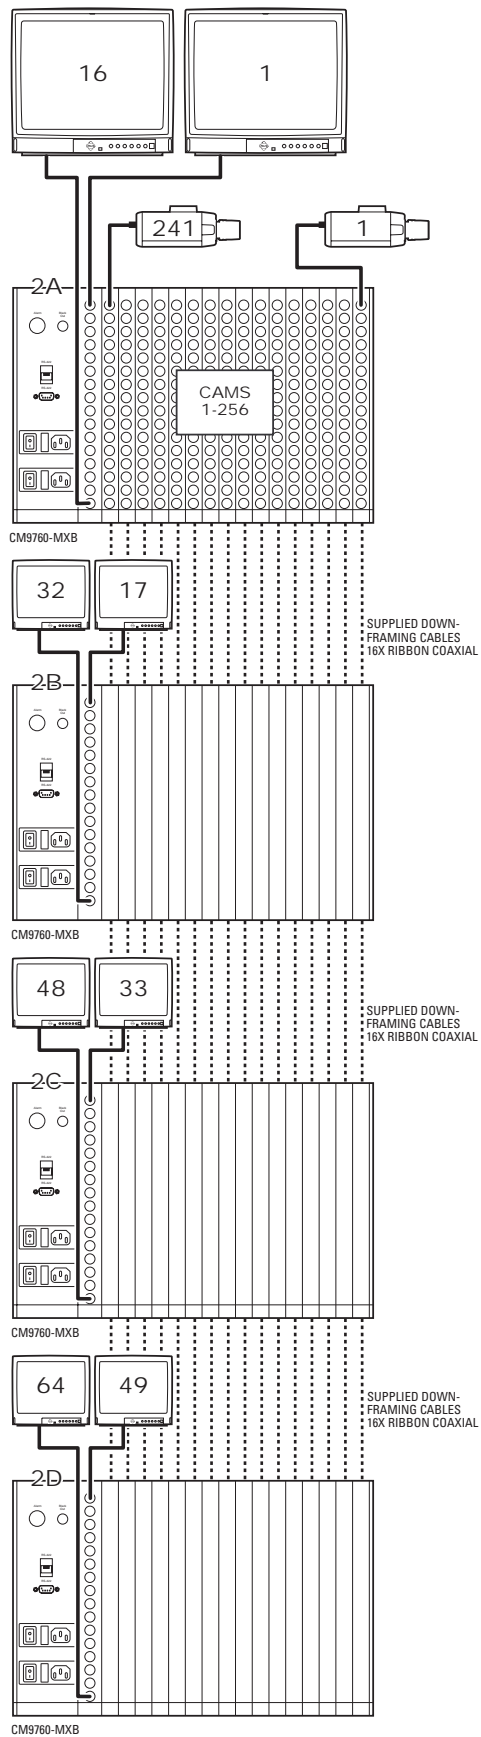 16
1
241
1
2A
CAMS
1-256
CM9760-MXB
32
17
SUPPLIED DOWN-
FRAMING CABLES
16X RIBBON COAXIAL
2B
CM9760-MXB
48
33
SUPPLIED DOWN-
FRAMING CABLES
16X RIBBON COAXIAL
2C
CM9760-MXB
64
49
SUPPLIED DOWN-
FRAMING CABLES
16X RIBBON COAXIAL
2D
CM9760-MXB